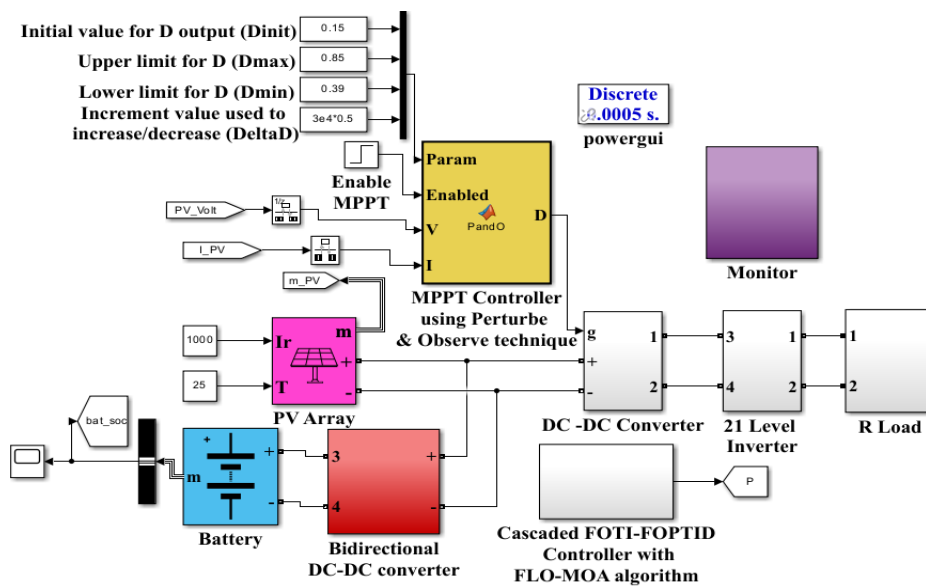 Initial value for D output (Dinit)
0.15
Upper limit for D (Dmax)
0.85
Lower limit for D (Dmin)
0.39
Increment value used to
increase/decrease (DeltaD)
3e4*0.5
Discrete
.0005 s.
powergui
Enable
MPPT
Param
Enabled
V
I
PandO
D
MPPT Controller
using Perturbe
& Observe technique
PV_Volt
1/z
I_PV
m_PV
Monitor
1000
25
Ir
T
m
+
-
PV Array
g
+
-
1
2
DC -DC Converter
3
4
1
2
21 Level
Inverter
1
2
R Load
bat_soc
m
+
+
-
Battery
3
4
+
-
Bidirectional
DC-DC converter
Cascaded FOTI-FOPTID
Controller with
FLO-MOA algorithm
P